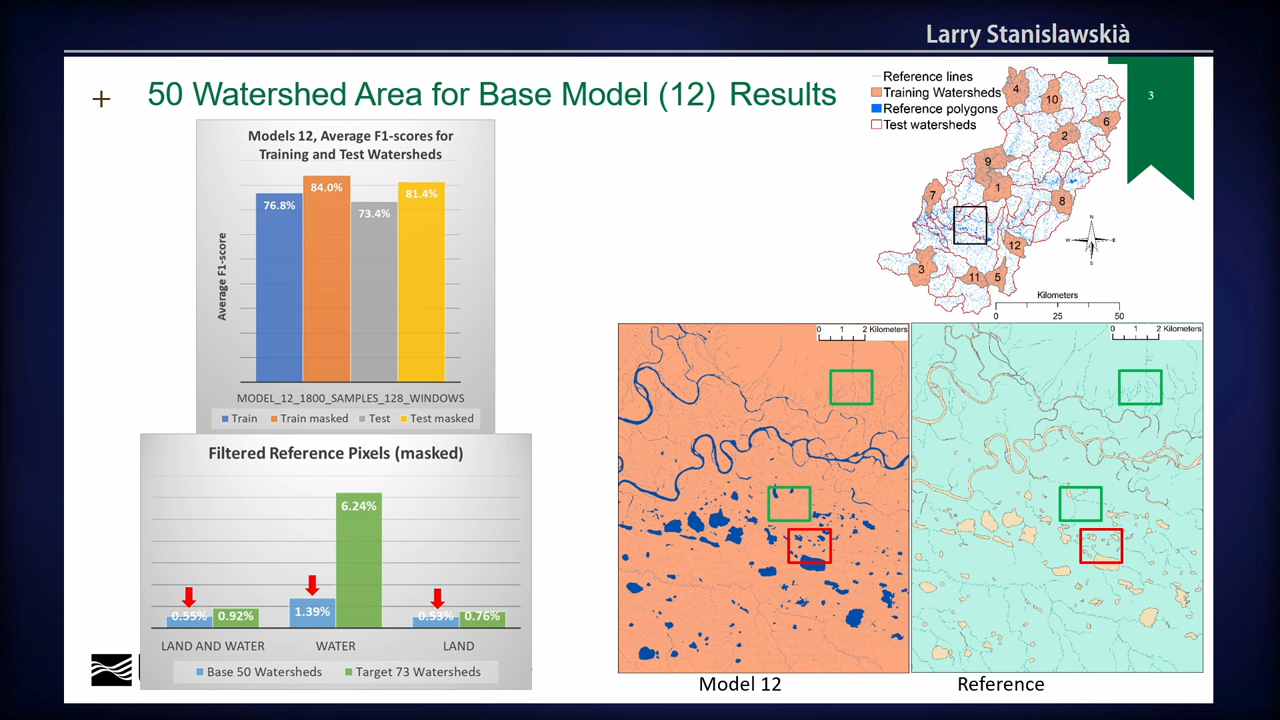 Larry Stanislawskià
+ 50 Watershed Area for Base Model (12) Results
3
Models 12, Average F1-scores for
Training and Test Watersheds
76.8%
84.0%
73.4%
81.4%
Average F1-score
MODEL_12_1800_SAMPLES_128_WINDOWS
Train Train masked Test Test masked
Filtered Reference Pixels (masked)
0.55% 0.92%
1.39%
6.24%
0.53% 0.76%
LAND AND WATER WATER LAND
Base 50 Watersheds Target 73 Watersheds
Reference lines
Training Watersheds
Reference polygons
Test watersheds
4
10
6
2
9
1
7
8
12
3
11
5
N
W E
S
Kilometers
0 25 50
0 1 2 Kilometers
0 1 2 Kilometers
Model 12
Reference